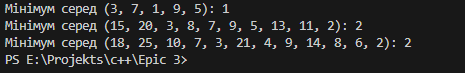 Мінімум серед (3, 7, 1, 9, 5): 1
Мінімум серед (15, 20, 3, 8, 7, 9, 5, 13, 11, 2): 2
Мінімум серед (18, 25, 10, 7, 3, 21, 4, 9, 14, 8, 6, 2): 2
PS E:\Projekts\c++\Epic 3>